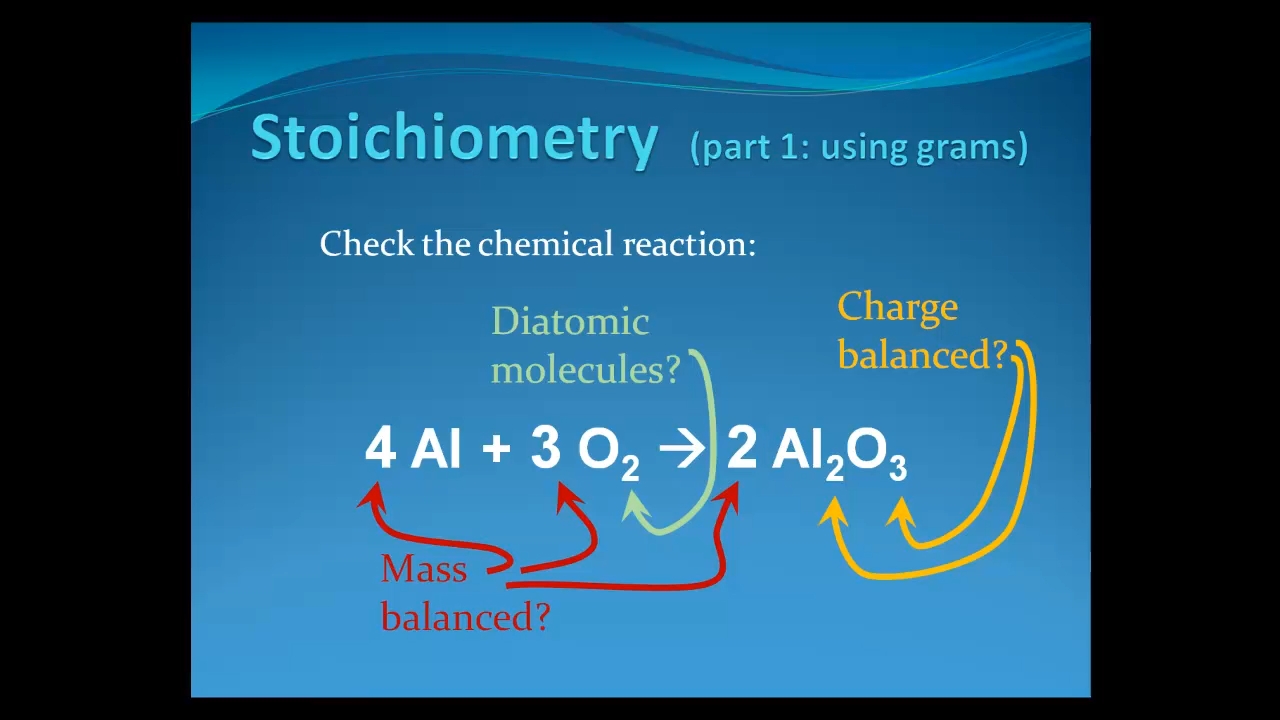 Stoichiometry (part 1: using grams)
Check the chemical reaction:
Diatomic
molecules?
Charge
balanced?
4 Al + 3 O₂ → 2 Al₂O₃
Mass
balanced?